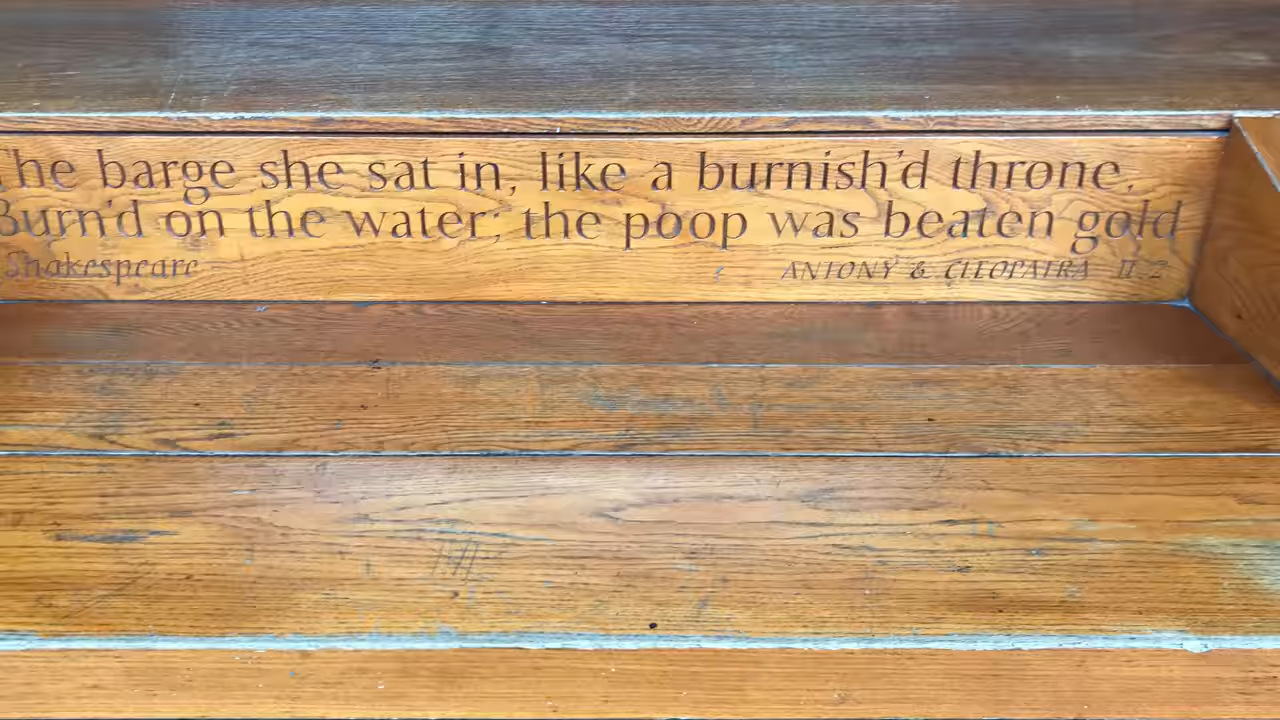 The barge she sat in, like a burnish'd throne,
Burn'd on the water; the poop was beaten gold
Shakespeare ANTONY & CLEOPATRA II.2